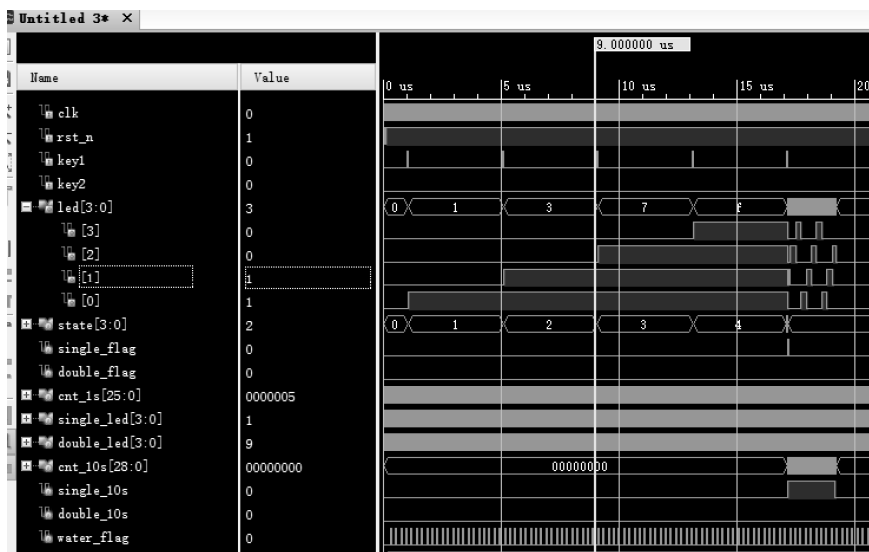 Untitled 3* ×
9.000000 us
Name Value
0 us 5 us 10 us 15 us 20
clk 0
rst_n 1
key1 0
key2 0
led[3:0] 3 0 1 3 7 f
[3] 0
[2] 0
[1] 1
[0] 1
state[3:0] 2 0 1 2 3 4
single_flag 0
double_flag 0
cnt_1s[25:0] 0000005
single_led[3:0] 1
double_led[3:0] 9
cnt_10s[28:0] 00000000 00000000
single_10s 0
double_10s 0
water_flag 0